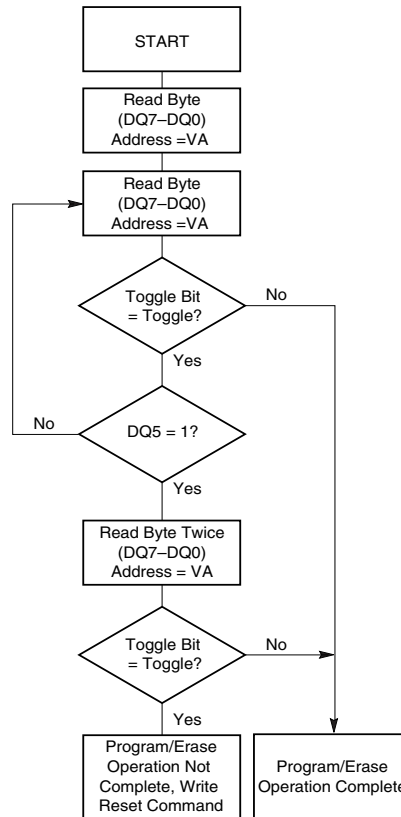 START
Read Byte
(DQ7–DQ0)
Address =VA
Read Byte
(DQ7–DQ0)
Address =VA
Toggle Bit
= Toggle?
No
Yes
No
DQ5 = 1?
Yes
Read Byte Twice
(DQ7–DQ0)
Address = VA
Toggle Bit
= Toggle?
No
Yes
Program/Erase
Operation Not
Complete, Write
Reset Command
Program/Erase
Operation Complete